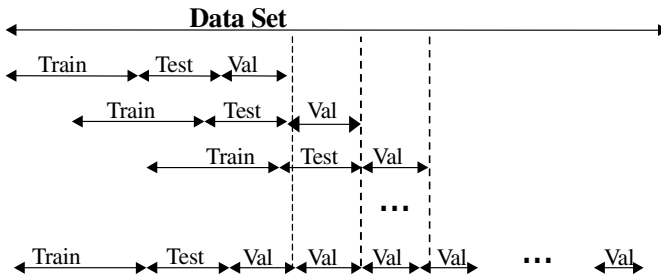 Data Set
Train Test Val
Train Test Val
Train Test Val
...
Train Test Val Val Val Val ... Val